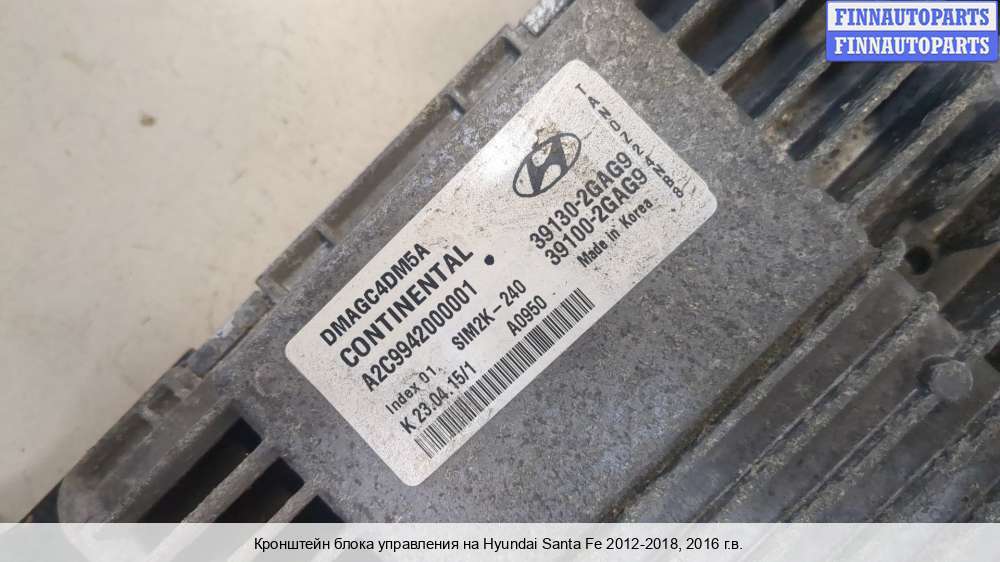 FINNAUTOPARTS
FINNAUTOPARTS
DMAGC4DM5A
CONTINENTAL
A2C9942000001
Index 01
SIM2K-240
K 23.04.15/1
A0950
39130-2GAG9
39100-2GAG9
Made in Korea
TANO224NB8
Кронштейн блока управления на Hyundai Santa Fe 2012-2018, 2016 г.в.